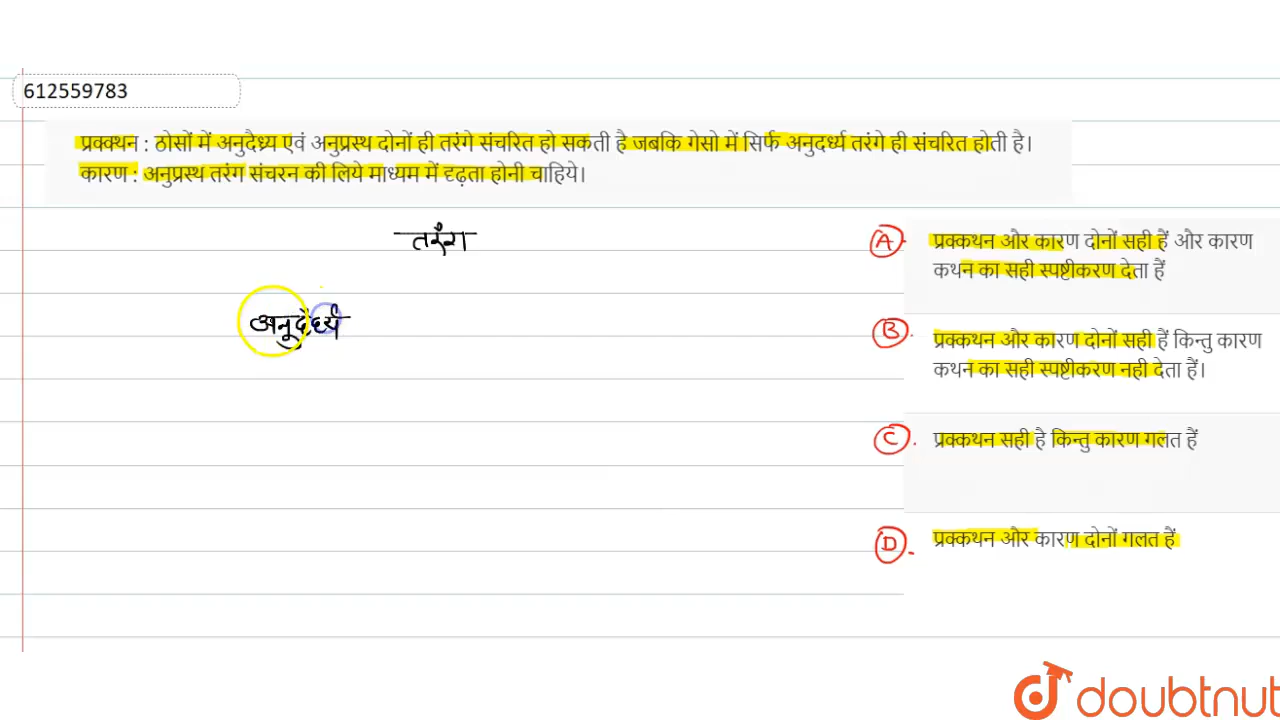 612559783
प्रक्क्थन : ठोसों में अनुदैध्र्य एवं अनुप्रस्थ दोनों ही तरंगे संचरित हो सकती है जबकि गेसो में सिर्फ अनुदर्ध्य तरंगे ही संचरित होती है।
कारण : अनुप्रस्थ तरंग संचरन की लिये माध्यम में दृढ़ता होनी चाहिये।
तरंग
अनुदैर्ध्य
A. प्रक्कथन और कारण दोनों सही हैं और कारण
कथन का सही स्पष्टीकरण देता हैं
B. प्रक्कथन और कारण दोनों सही हैं किन्तु कारण
कथन का सही स्पष्टीकरण नही देता हैं।
C. प्रक्कथन सही है किन्तु कारण गलत हैं
D. प्रक्कथन और कारण दोनों गलत हैं
doubtnut